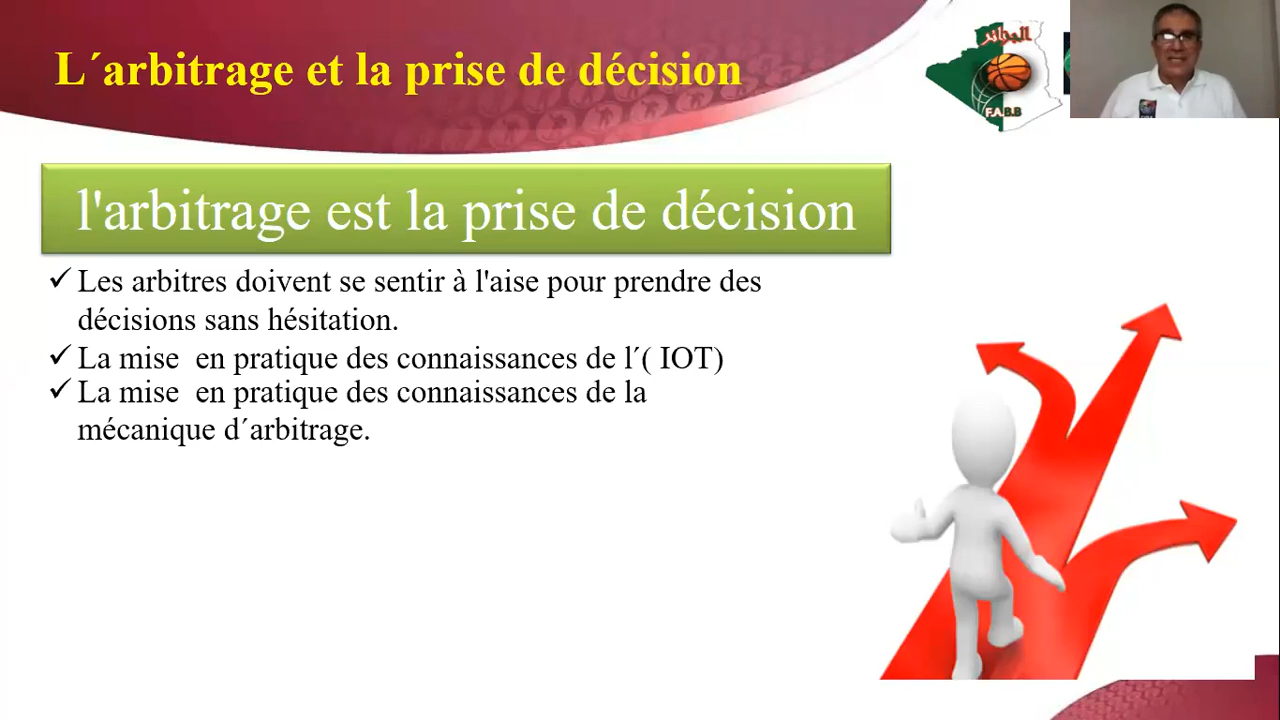 L´arbitrage et la prise de décision
الجزائر
F.A.B.B
l'arbitrage est la prise de décision
✓ Les arbitres doivent se sentir à l'aise pour prendre des
décisions sans hésitation.
✓ La mise  en pratique des connaissances de l´( IOT)
✓ La mise  en pratique des connaissances de la
mécanique d´arbitrage.